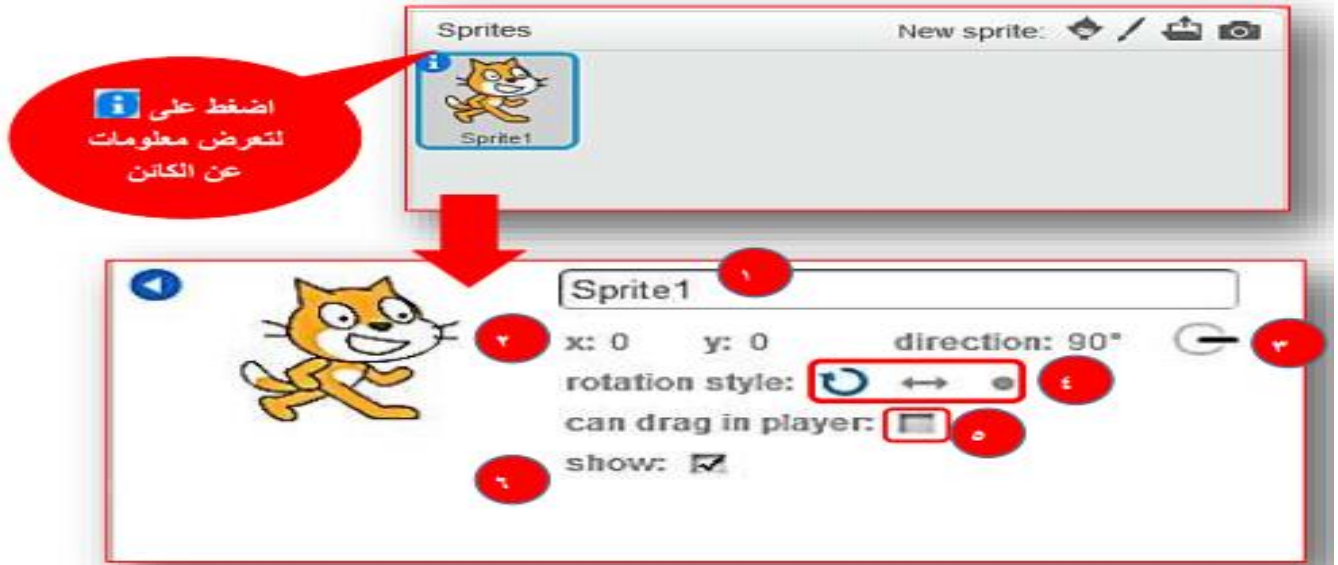 Sprites
New sprite:
Sprite1
اضغط على i
لتعرض معلومات
عن الكائن
Sprite1
١
٢
x: 0 y: 0 direction: 90°
٣
rotation style:
٤
can drag in player:
٥
show:
٦